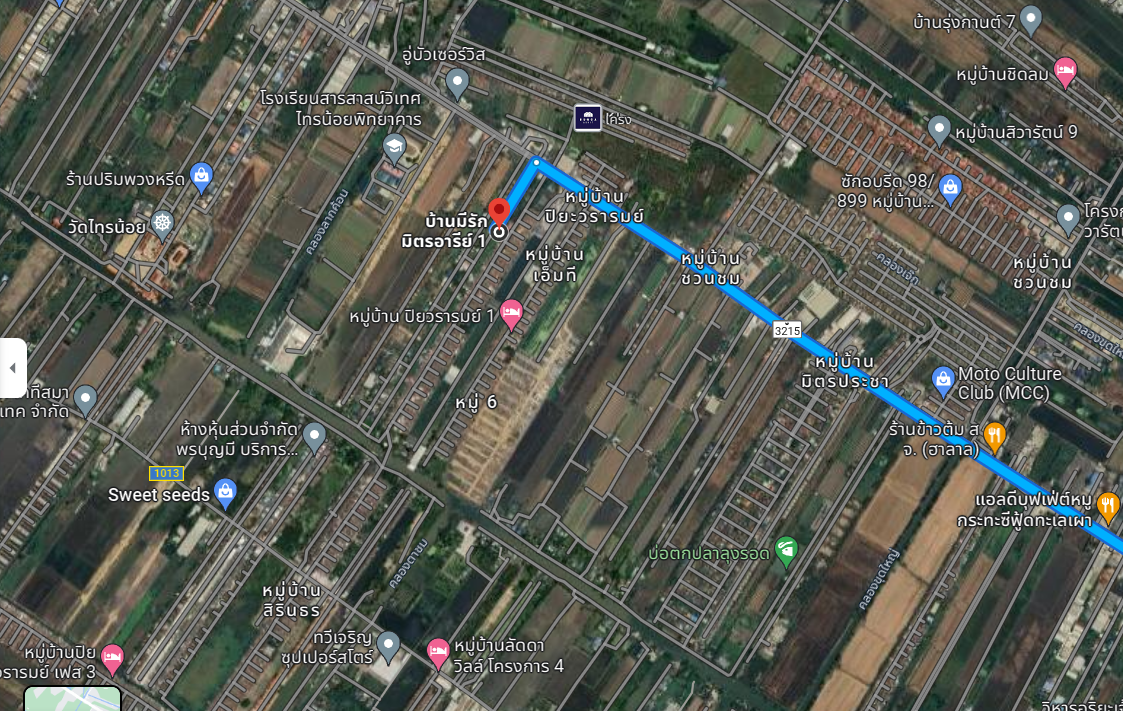 บ้านรุ่งกานต์ 7
อู่บัวเซอร์วิส
หมู่บ้านชิดลม
โรงเรียนสารสาสน์วิเทศ
ไทรน้อยพิทยาคาร
โค้รง
หมู่บ้านสิวารัตน์ 9
ร้านปริมพวงหรีด
ซักอบรีด 98/
899 หมู่บ้าน...
วัดไทรน้อย
คลองลากค้อน
บ้านมีรัก
มิตรอารีย์ 1
หมู่บ้าน
ปิยะวรารมย์
โครงก
วารัตน
หมู่บ้าน
เอ็มที
หมู่บ้าน
ชวนชม
คลองเจ๊ก
หมู่บ้าน
ชวนชม
หมู่บ้าน ปิยวรารมย์ 1
3215
คลองขุดให
หมู่บ้าน
มิตรประชา
Moto Culture
Club (MCC)
าทีสมา
เทค จำกัด
หมู่ 6
ห้างหุ้นส่วนจำกัด
พรบุญมี บริการ...
ร้านข้าวต้ม ส.
จ. (ฮาลาล)
1013
Sweet seeds
แอลดีบุฟเฟ่ต์หมู
กระทะซีฟู้ดทะเลเผา
บ่อตกปลาลุงรอด
คลองตาชม
คลองขุดใหญ่
หมู่บ้าน
สิรินธร
ทวีเจริญ
ซุปเปอร์สโตร์
หมู่บ้านลัดดา
วิลล์ โครงการ 4
หมู่บ้านปิย
วรารมย์ เฟส 3
วิหารอริยะเจ้